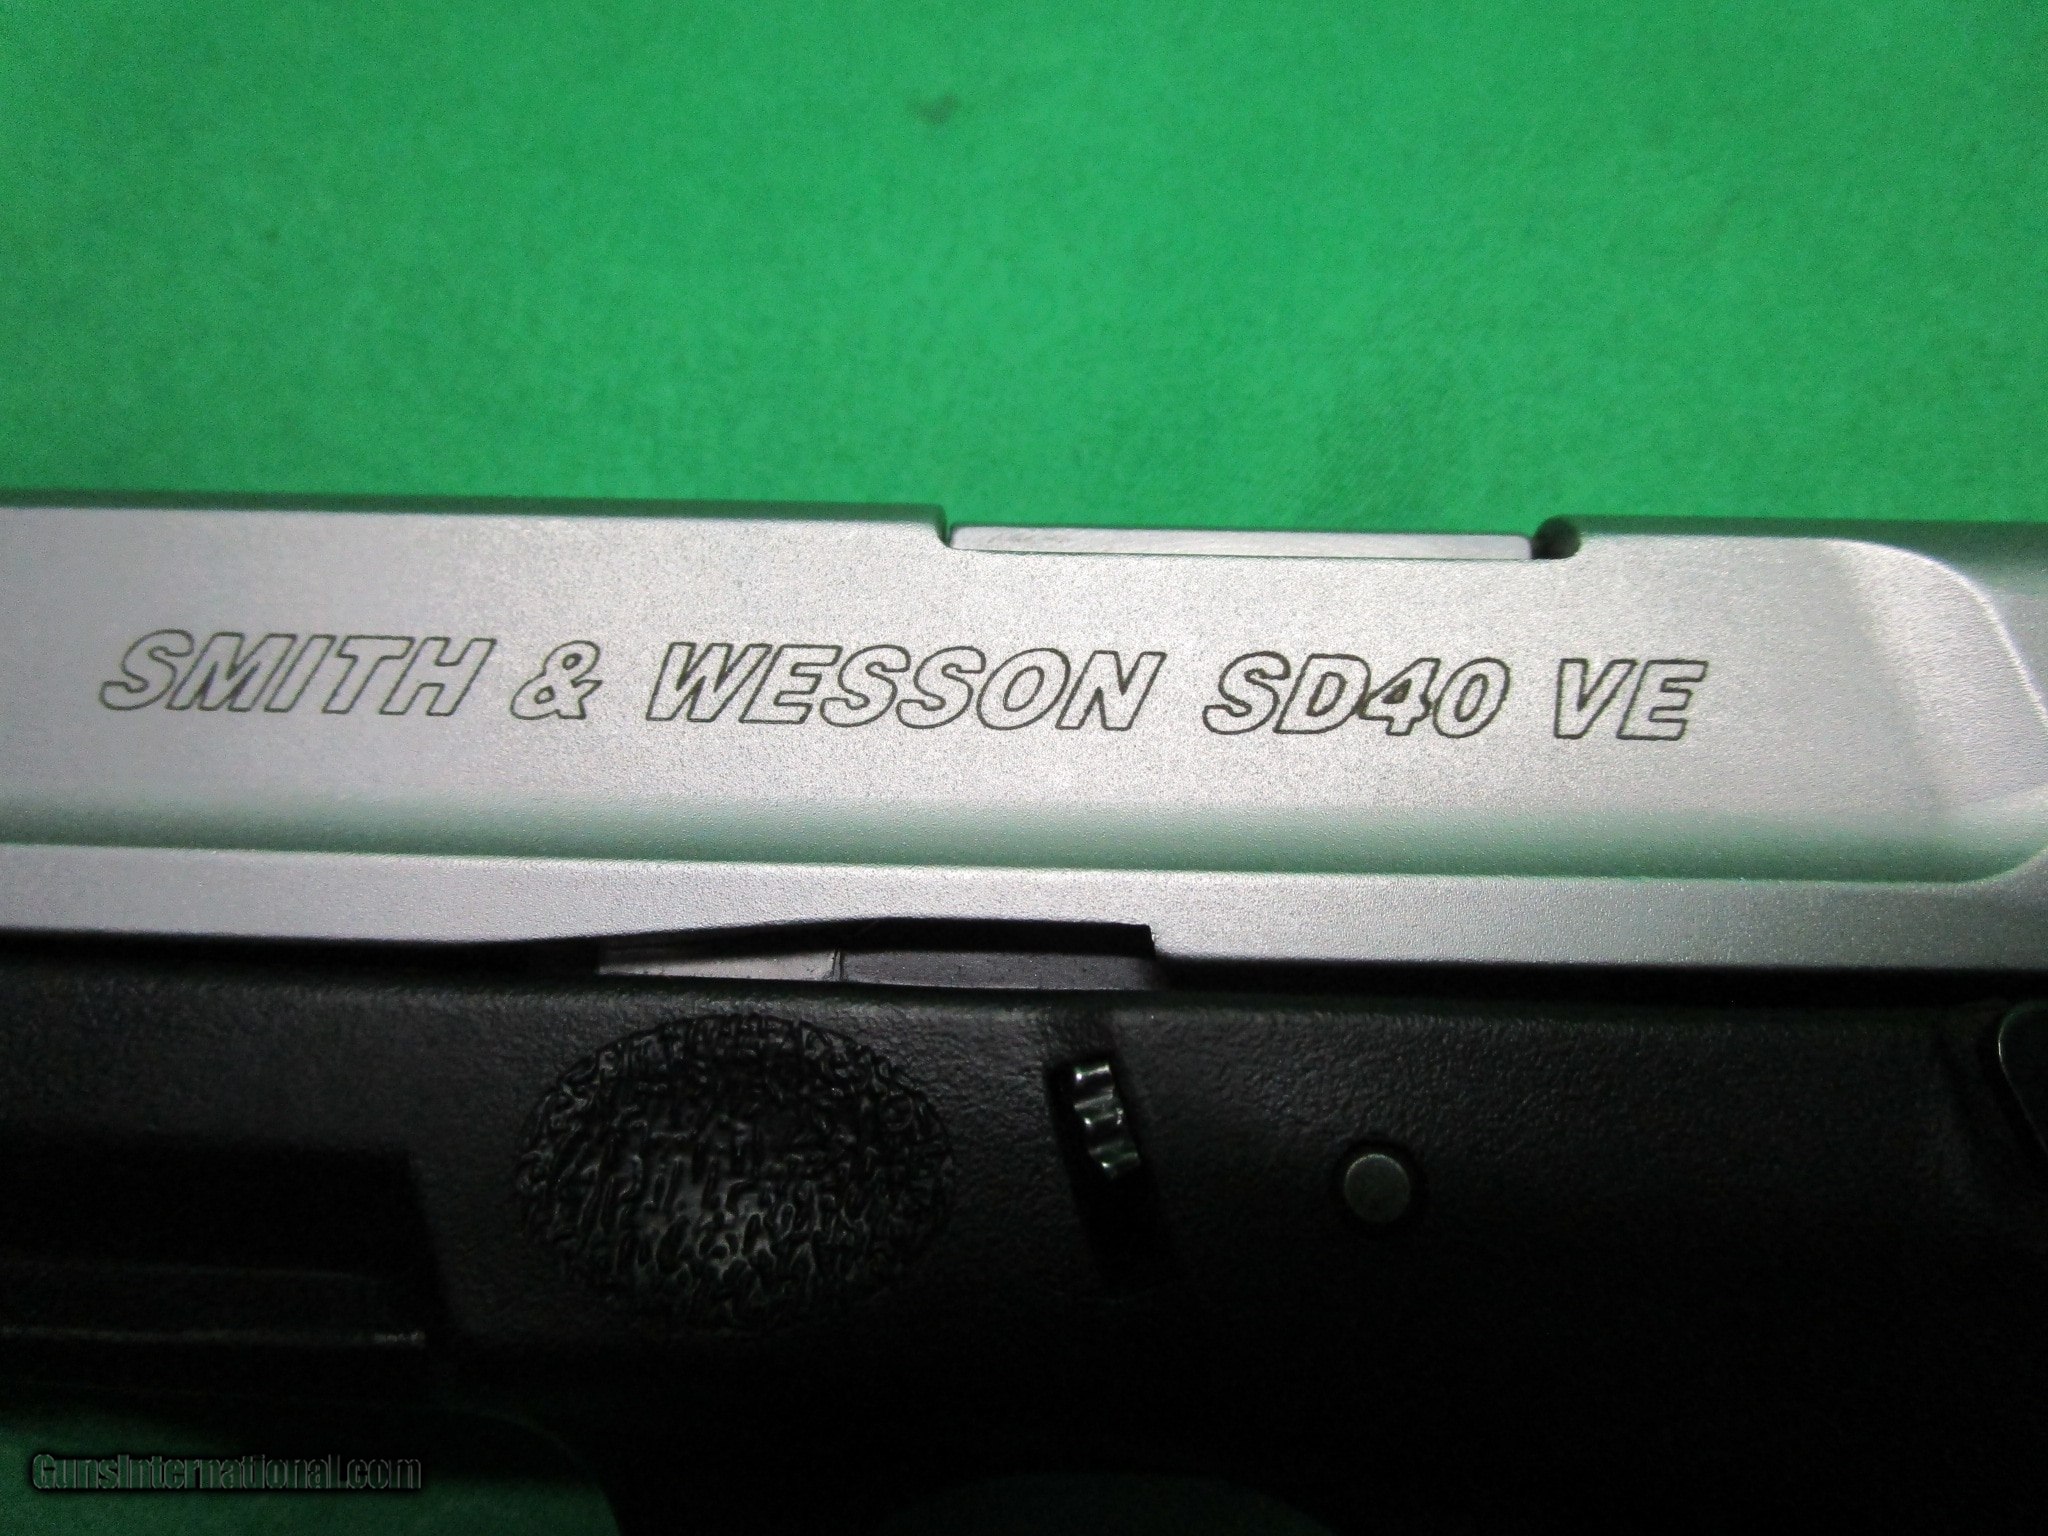 SMITH & WESSON SD40 VE
GunsInternational.com